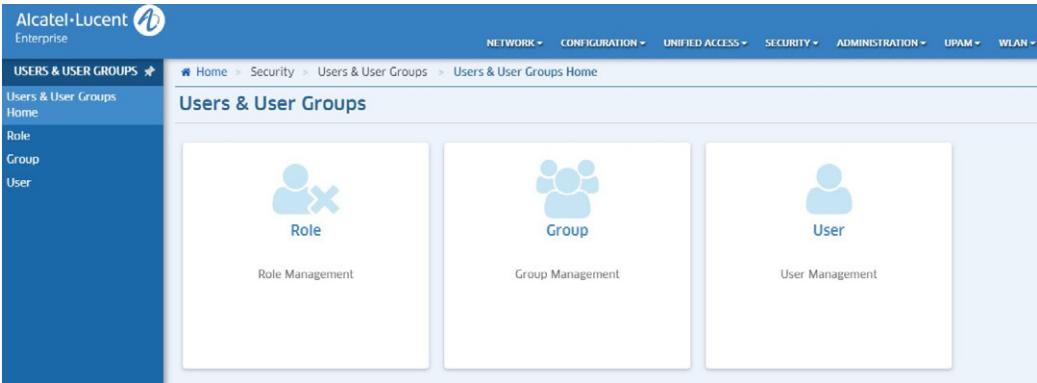 Alcatel·Lucent
Enterprise
NETWORK CONFIGURATION UNIFIED ACCESS SECURITY ADMINISTRATION UPAM WLAN
USERS & USER GROUPS
Home > Security > Users & User Groups > Users & User Groups Home
Users & User Groups
Home
Role
Group
User
Users & User Groups
Role
Group
User
Role Management
Group Management
User Management